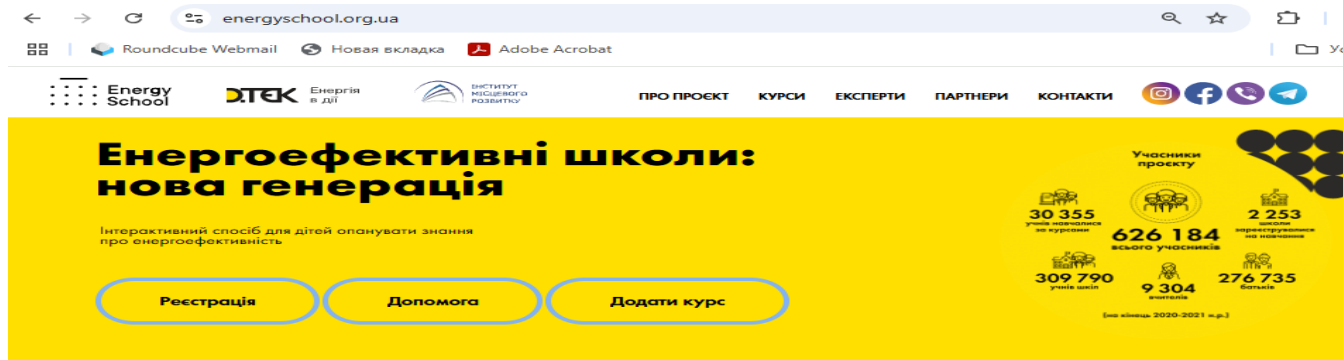 energyschool.org.ua
Roundcube Webmail Новая вкладка Adobe Acrobat
Energy School
ДТЕК Енергія в дії
ІНСТИТУТ МІСЦЕВОГО РОЗВИТКУ
ПРО ПРОЄКТ КУРСИ ЕКСПЕРТИ ПАРТНЕРИ КОНТАКТИ
Енергоефективні школи:
нова генерація
Інтерактивний спосіб для дітей опанувати знання
про енергоефективність
Реєстрація Допомога Додати курс
Учасники
проєкту
30 355
учнів навчалися
за курсами
626 184
всього учасників
2 253
школи
зареєструвалися
на навчання
309 790
учнів шкіл
9 304
вчителів
276 735
батьків
(на кінець 2020-2021 н.р.)